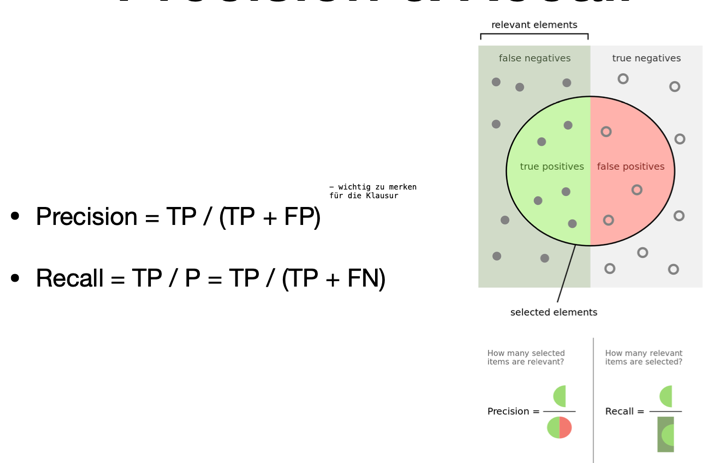 relevant elements
false negatives
true negatives
true positives
false positives
– wichtig zu merken
für die Klausur
• Precision = TP / (TP + FP)
• Recall = TP / P = TP / (TP + FN)
selected elements
How many selected
items are relevant?
How many relevant
items are selected?
Precision =
Recall =